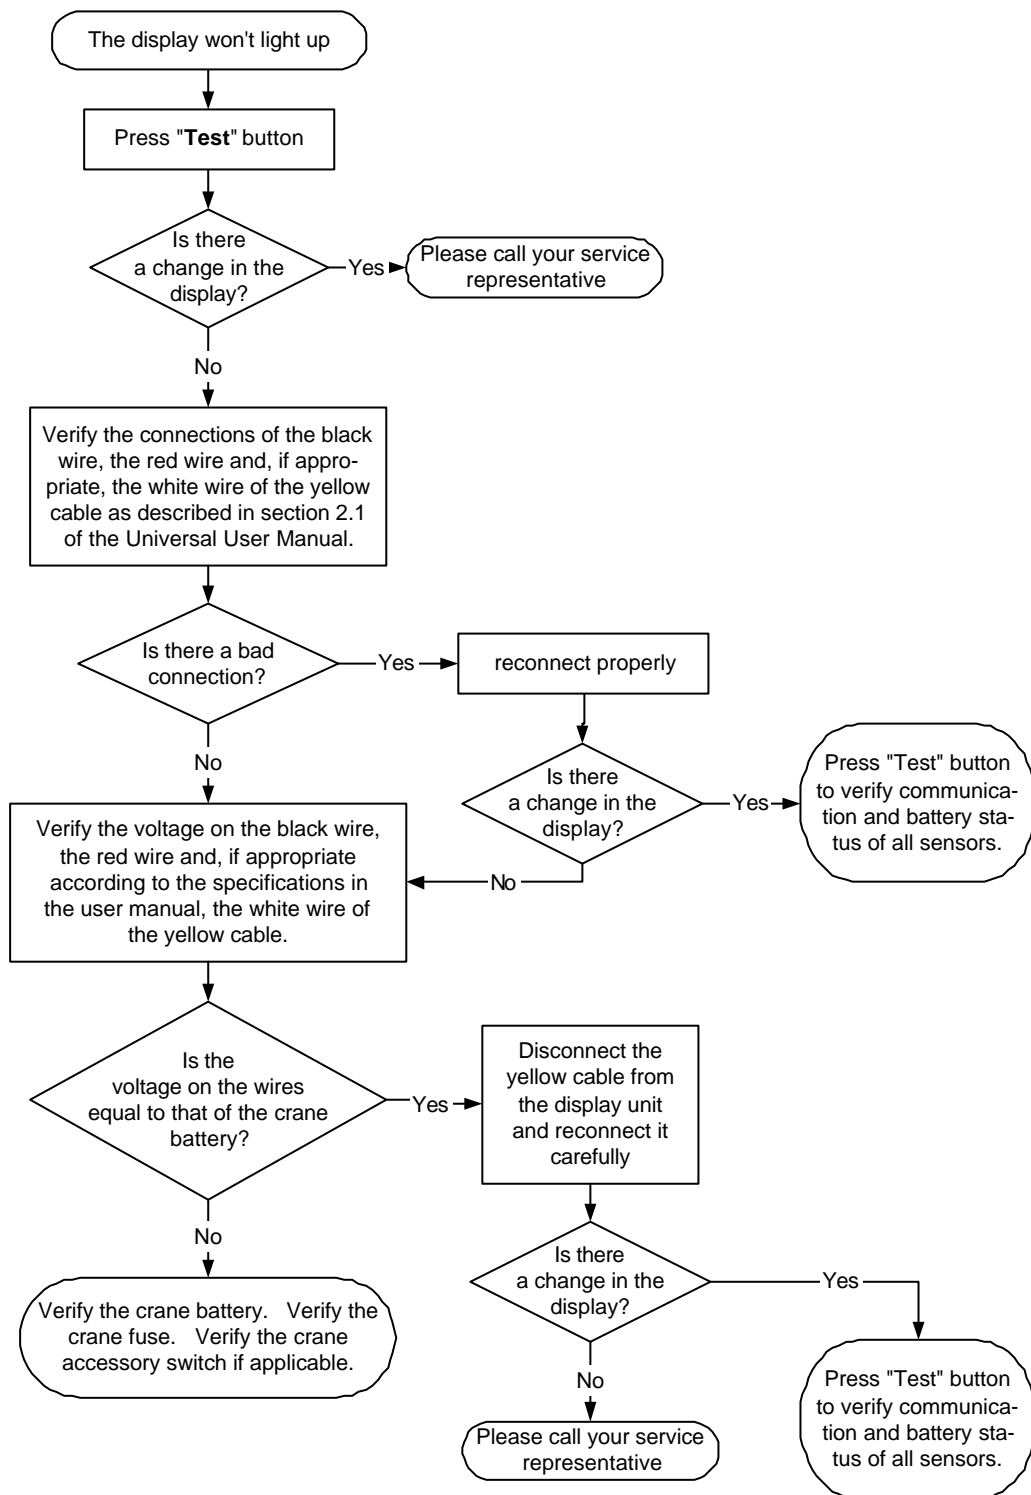 The display won't light up
Press "Test" button
Is there
a change in the
display?
Yes
Please call your service
representative
No
Verify the connections of the black
wire, the red wire and, if appro-
priate, the white wire of the yellow
cable as described in section 2.1
of the Universal User Manual.
Is there a bad
connection?
Yes
reconnect properly
No
Is there
a change in the
display?
Yes
Press "Test" button
to verify communica-
tion and battery sta-
tus of all sensors.
No
Verify the voltage on the black wire,
the red wire and, if appropriate
according to the specifications in
the user manual, the white wire of
the yellow cable.
Is the
voltage on the wires
equal to that of the crane
battery?
Yes
Disconnect the
yellow cable from
the display unit
and reconnect it
carefully
No
Verify the crane battery. Verify the
crane fuse. Verify the crane
accessory switch if applicable.
Is there
a change in the
display?
Yes
Press "Test" button
to verify communica-
tion and battery sta-
tus of all sensors.
No
Please call your service
representative